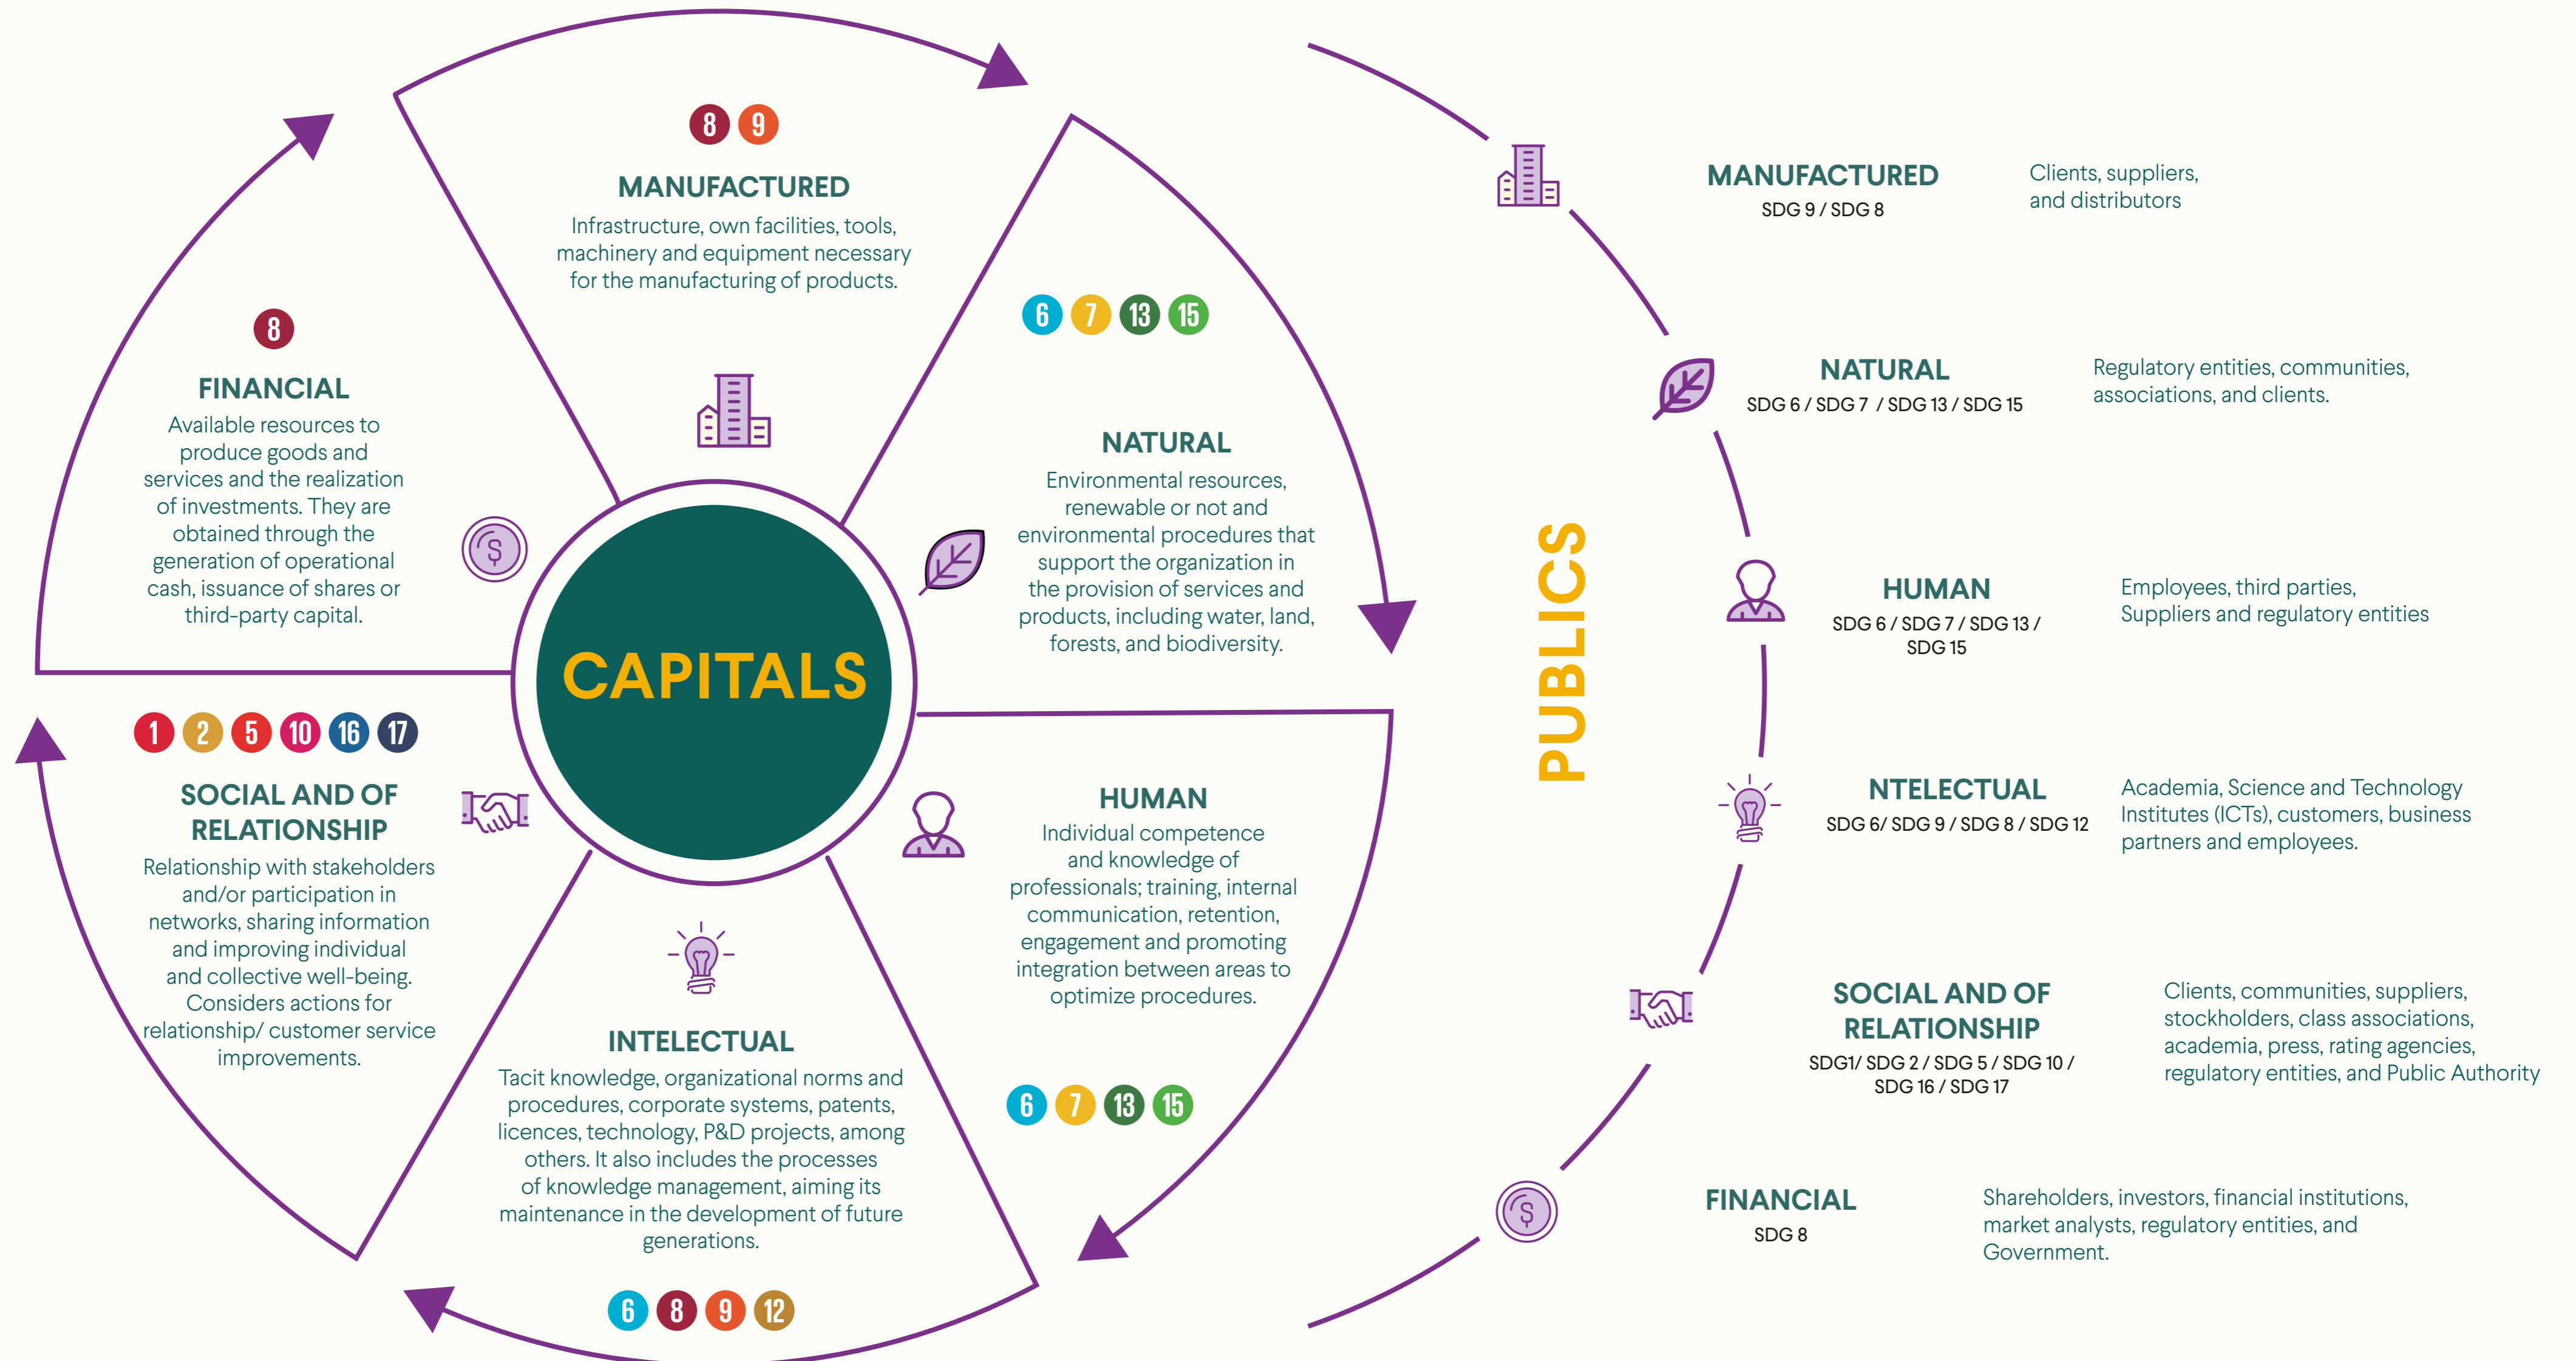 8 9
MANUFACTURED
Infrastructure, own facilities, tools,
machinery and equipment necessary
for the manufacturing of products.
6 7 13 15
NATURAL
Environmental resources,
renewable or not and
environmental procedures that
support the organization in
the provision of services and
products, including water, land,
forests, and biodiversity.
HUMAN
Individual competence
and knowledge of
professionals; training, internal
communication, retention,
engagement and promoting
integration between areas to
optimize procedures.
6 7 13 15
INTELECTUAL
Tacit knowledge, organizational norms and
procedures, corporate systems, patents,
licences, technology, P&D projects, among
others. It also includes the processes
of knowledge management, aiming its
maintenance in the development of future
generations.
6 8 9 12
1 2 5 10 16 17
SOCIAL AND OF
RELATIONSHIP
Relationship with stakeholders
and/or participation in
networks, sharing information
and improving individual
and collective well-being.
Considers actions for
relationship/ customer service
improvements.
8
FINANCIAL
Available resources to
produce goods and
services and the realization
of investments. They are
obtained through the
generation of operational
cash, issuance of shares or
third-party capital.
$
CAPITALS
PUBLICS
MANUFACTURED
SDG 9 / SDG 8
Clients, suppliers,
and distributors
NATURAL
SDG 6 / SDG 7 / SDG 13 / SDG 15
Regulatory entities, communities,
associations, and clients.
HUMAN
SDG 6 / SDG 7 / SDG 13 /
SDG 15
Employees, third parties,
Suppliers and regulatory entities
NTELECTUAL
SDG 6/ SDG 9 / SDG 8 / SDG 12
Academia, Science and Technology
Institutes (ICTs), customers, business
partners and employees.
SOCIAL AND OF
RELATIONSHIP
SDG1/ SDG 2 / SDG 5 / SDG 10 /
SDG 16 / SDG 17
Clients, communities, suppliers,
stockholders, class associations,
academia, press, rating agencies,
regulatory entities, and Public Authority
$
FINANCIAL
SDG 8
Shareholders, investors, financial institutions,
market analysts, regulatory entities, and
Government.